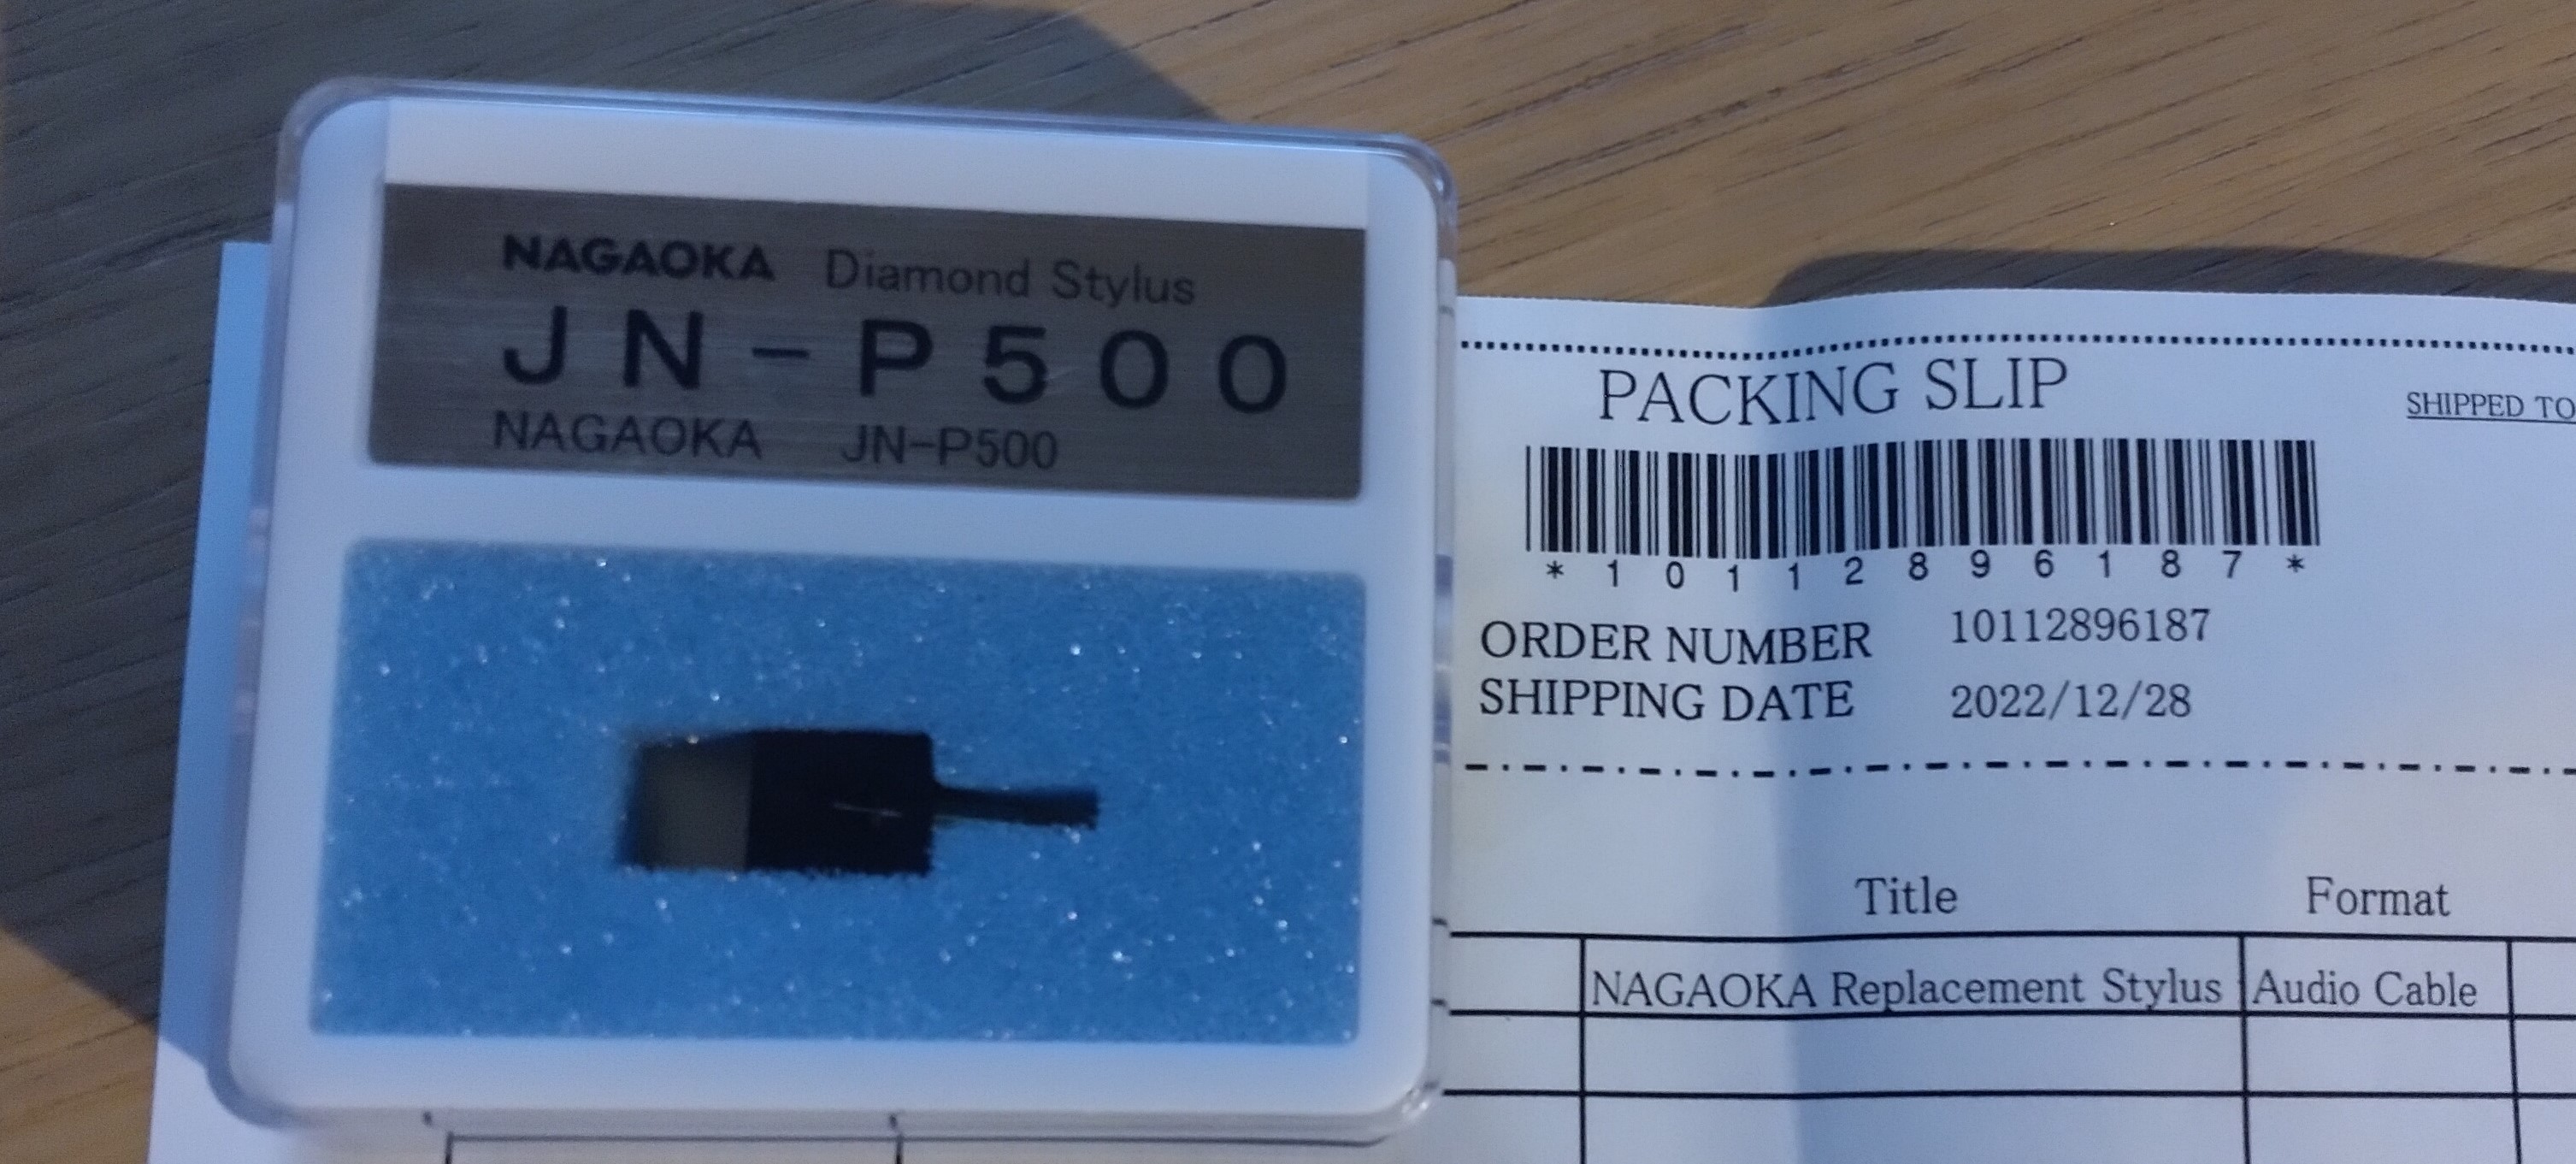 NAGAOKA Diamond Stylus
JN-P500
NAGAOKA JN-P500
PACKING SLIP
SHIPPED TO
*10112896187*
ORDER NUMBER 10112896187
SHIPPING DATE 2022/12/28
Title Format
NAGAOKA Replacement Stylus Audio Cable